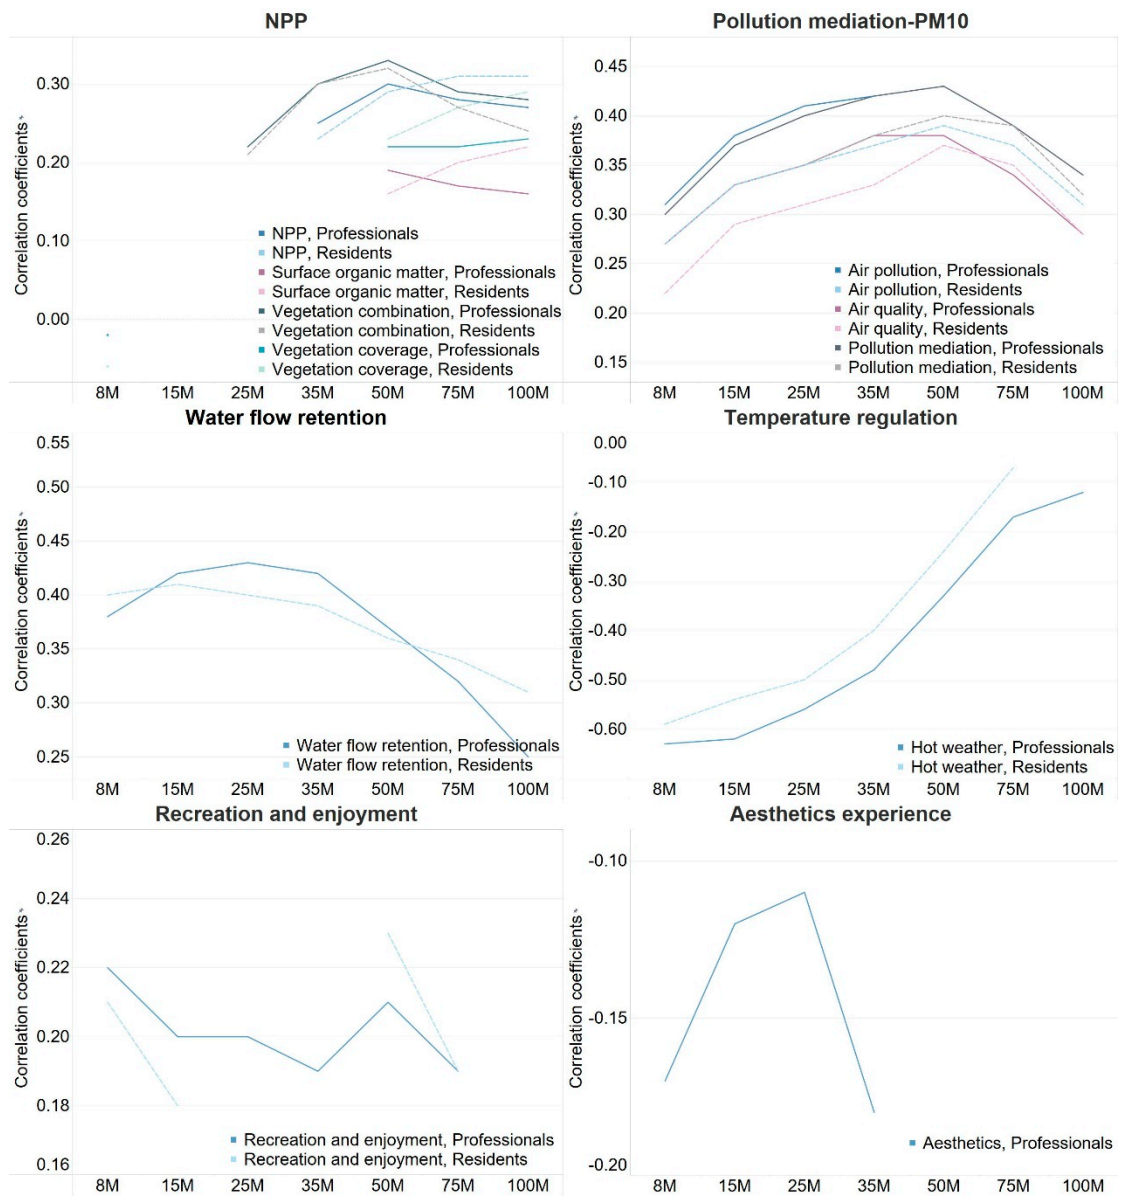 NPP
Correlation coefficients*
0.30
0.20
0.10
0.00
NPP, Professionals
NPP, Residents
Surface organic matter, Professionals
Surface organic matter, Residents
Vegetation combination, Professionals
Vegetation combination, Residents
Vegetation coverage, Professionals
Vegetation coverage, Residents
8M 15M 25M 35M 50M 75M 100M
Pollution mediation-PM10
Correlation coefficients*
0.45
0.40
0.35
0.30
0.25
0.20
0.15
Air pollution, Professionals
Air pollution, Residents
Air quality, Professionals
Air quality, Residents
Pollution mediation, Professionals
Pollution mediation, Residents
8M 15M 25M 35M 50M 75M 100M
Water flow retention
Correlation coefficients*
0.55
0.50
0.45
0.40
0.35
0.30
0.25
Water flow retention, Professionals
Water flow retention, Residents
8M 15M 25M 35M 50M 75M 100M
Temperature regulation
Correlation coefficients*
0.00
-0.10
-0.20
-0.30
-0.40
-0.50
-0.60
Hot weather, Professionals
Hot weather, Residents
8M 15M 25M 35M 50M 75M 100M
Recreation and enjoyment
Correlation coefficients*
0.26
0.24
0.22
0.20
0.18
0.16
Recreation and enjoyment, Professionals
Recreation and enjoyment, Residents
8M 15M 25M 35M 50M 75M 100M
Aesthetics experience
Correlation coefficients*
-0.10
-0.15
-0.20
Aesthetics, Professionals
8M 15M 25M 35M 50M 75M 100M